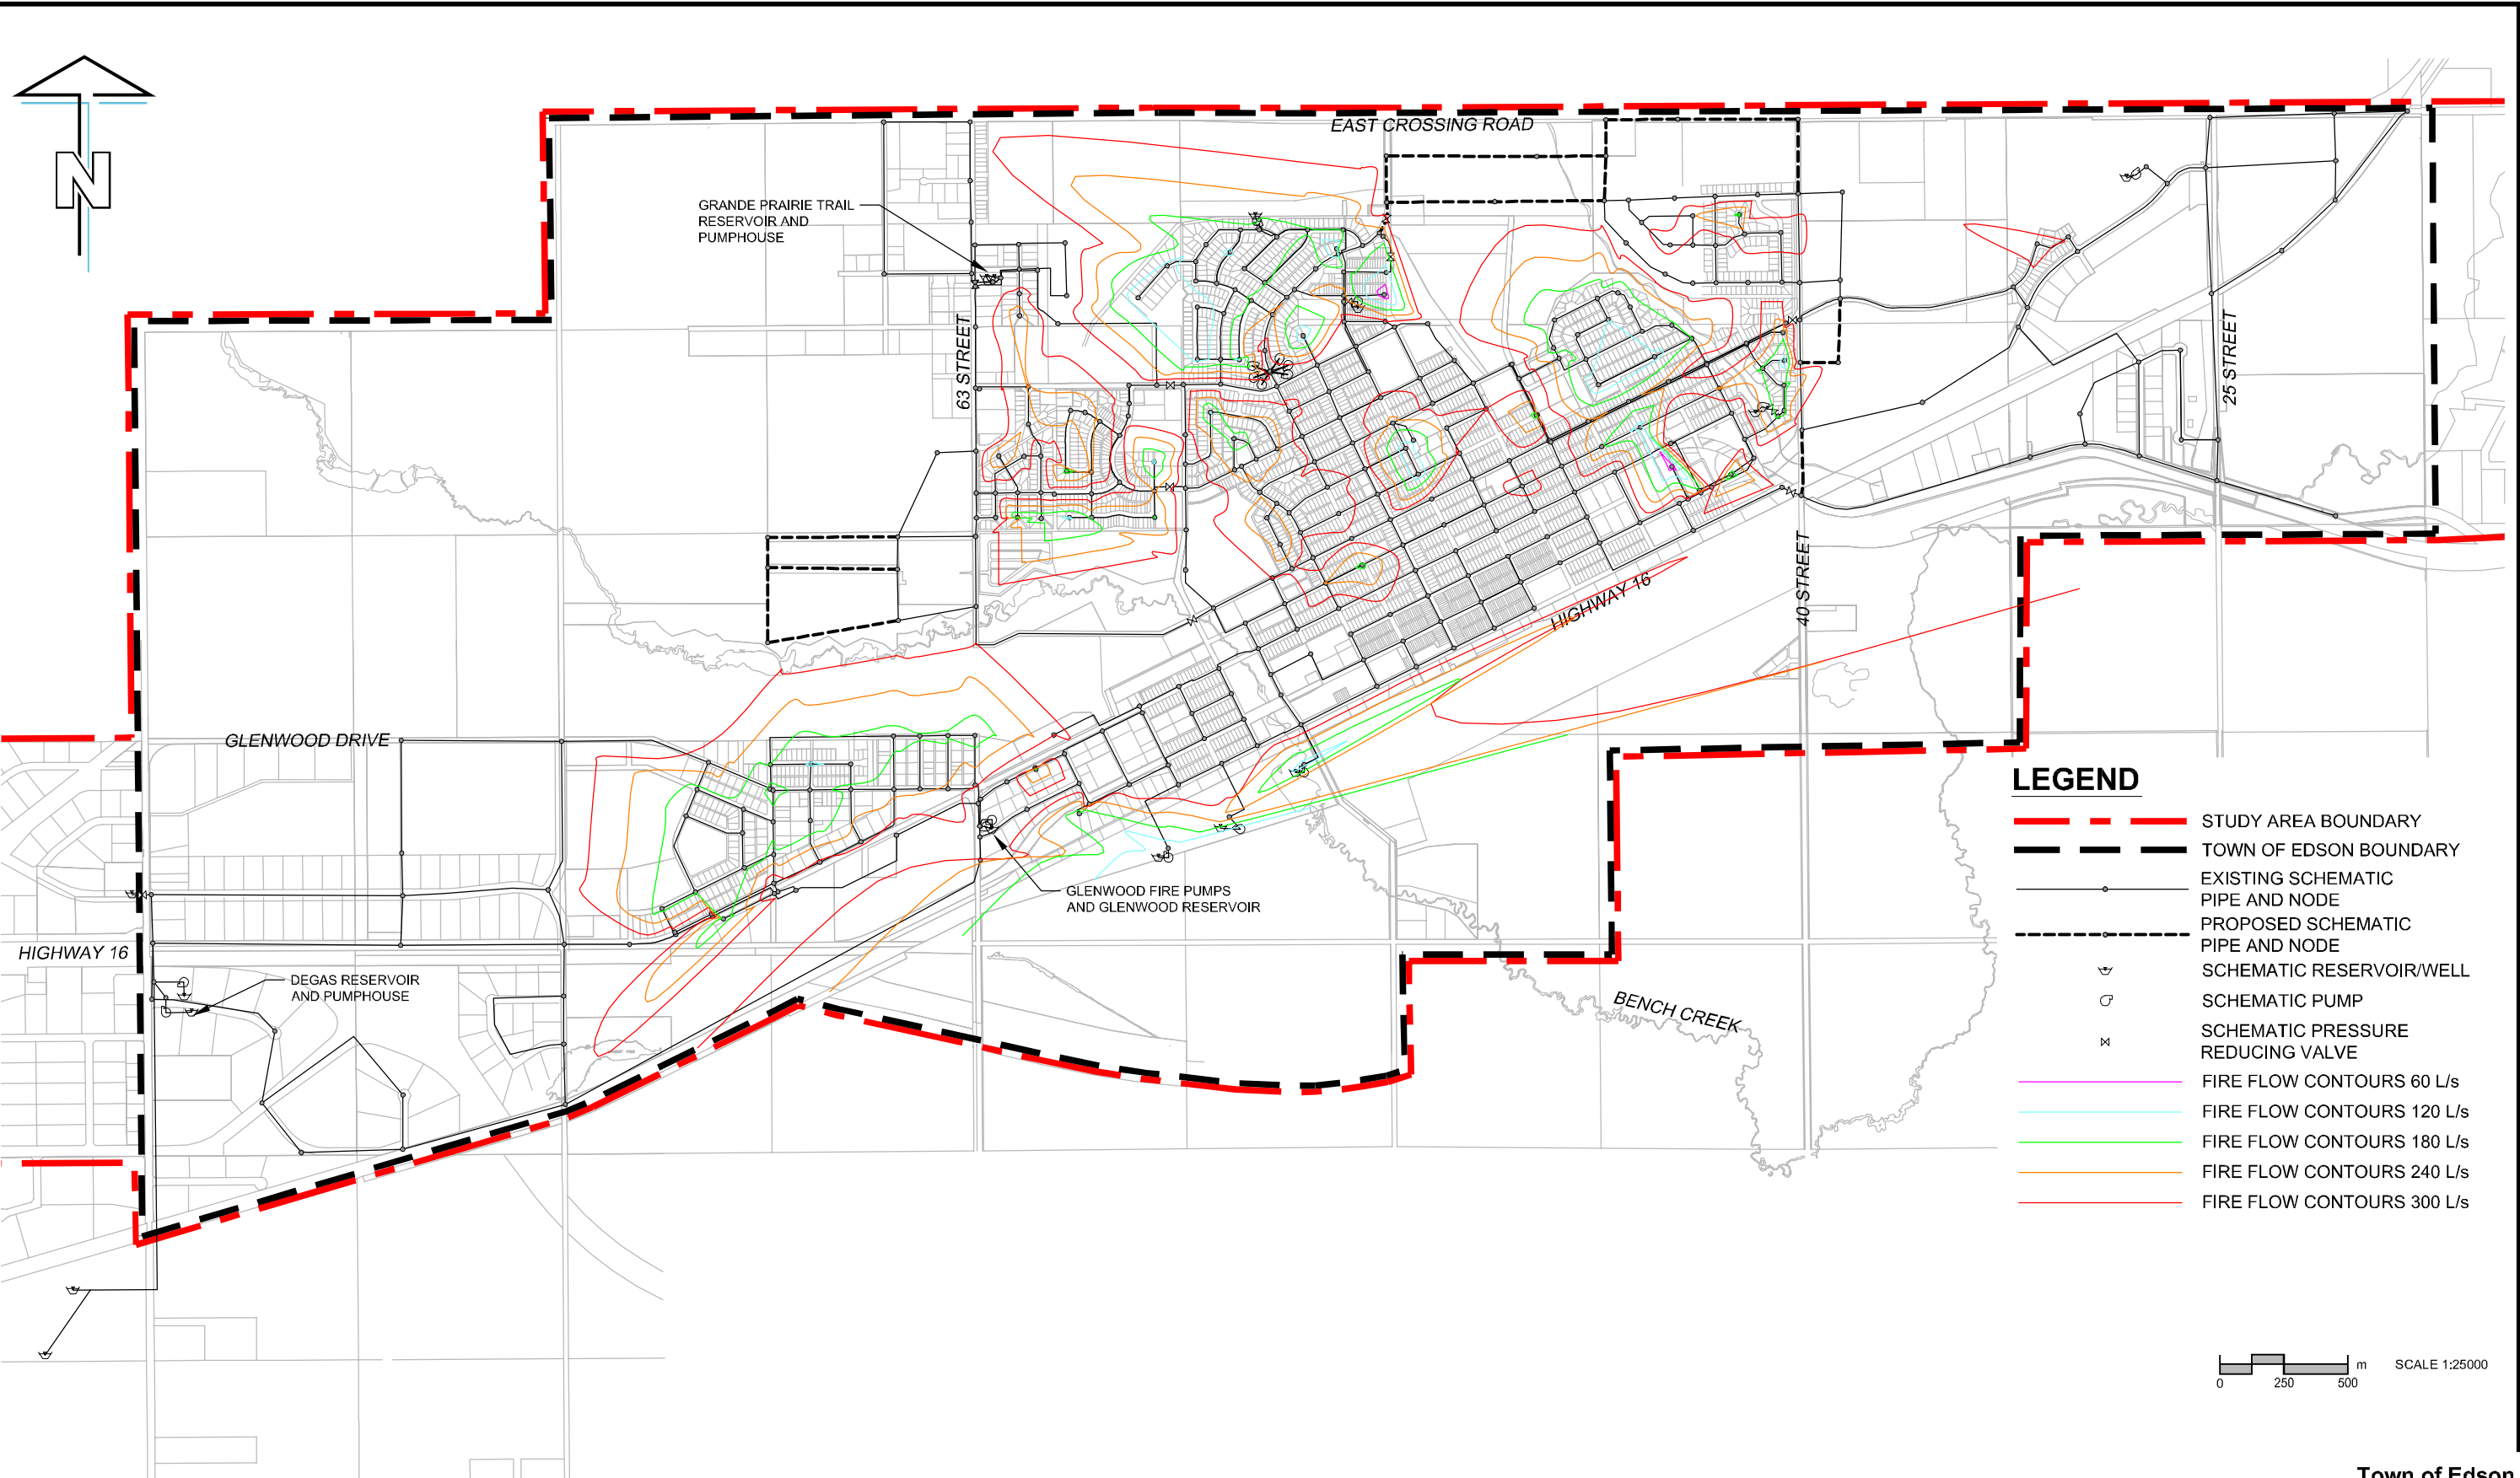 N
EAST CROSSING ROAD
GRANDE PRAIRIE TRAIL
RESERVOIR AND
PUMPHOUSE
63 STREET
25 STREET
40 STREET
HIGHWAY 16
GLENWOOD DRIVE
GLENWOOD FIRE PUMPS
AND GLENWOOD RESERVOIR
HIGHWAY 16
DEGAS RESERVOIR
AND PUMPHOUSE
BENCH CREEK
LEGEND
STUDY AREA BOUNDARY
TOWN OF EDSON BOUNDARY
EXISTING SCHEMATIC
PIPE AND NODE
PROPOSED SCHEMATIC
PIPE AND NODE
SCHEMATIC RESERVOIR/WELL
SCHEMATIC PUMP
SCHEMATIC PRESSURE
REDUCING VALVE
FIRE FLOW CONTOURS 60 L/s
FIRE FLOW CONTOURS 120 L/s
FIRE FLOW CONTOURS 180 L/s
FIRE FLOW CONTOURS 240 L/s
FIRE FLOW CONTOURS 300 L/s
m SCALE 1:25000
0 250 500
Town of Edson